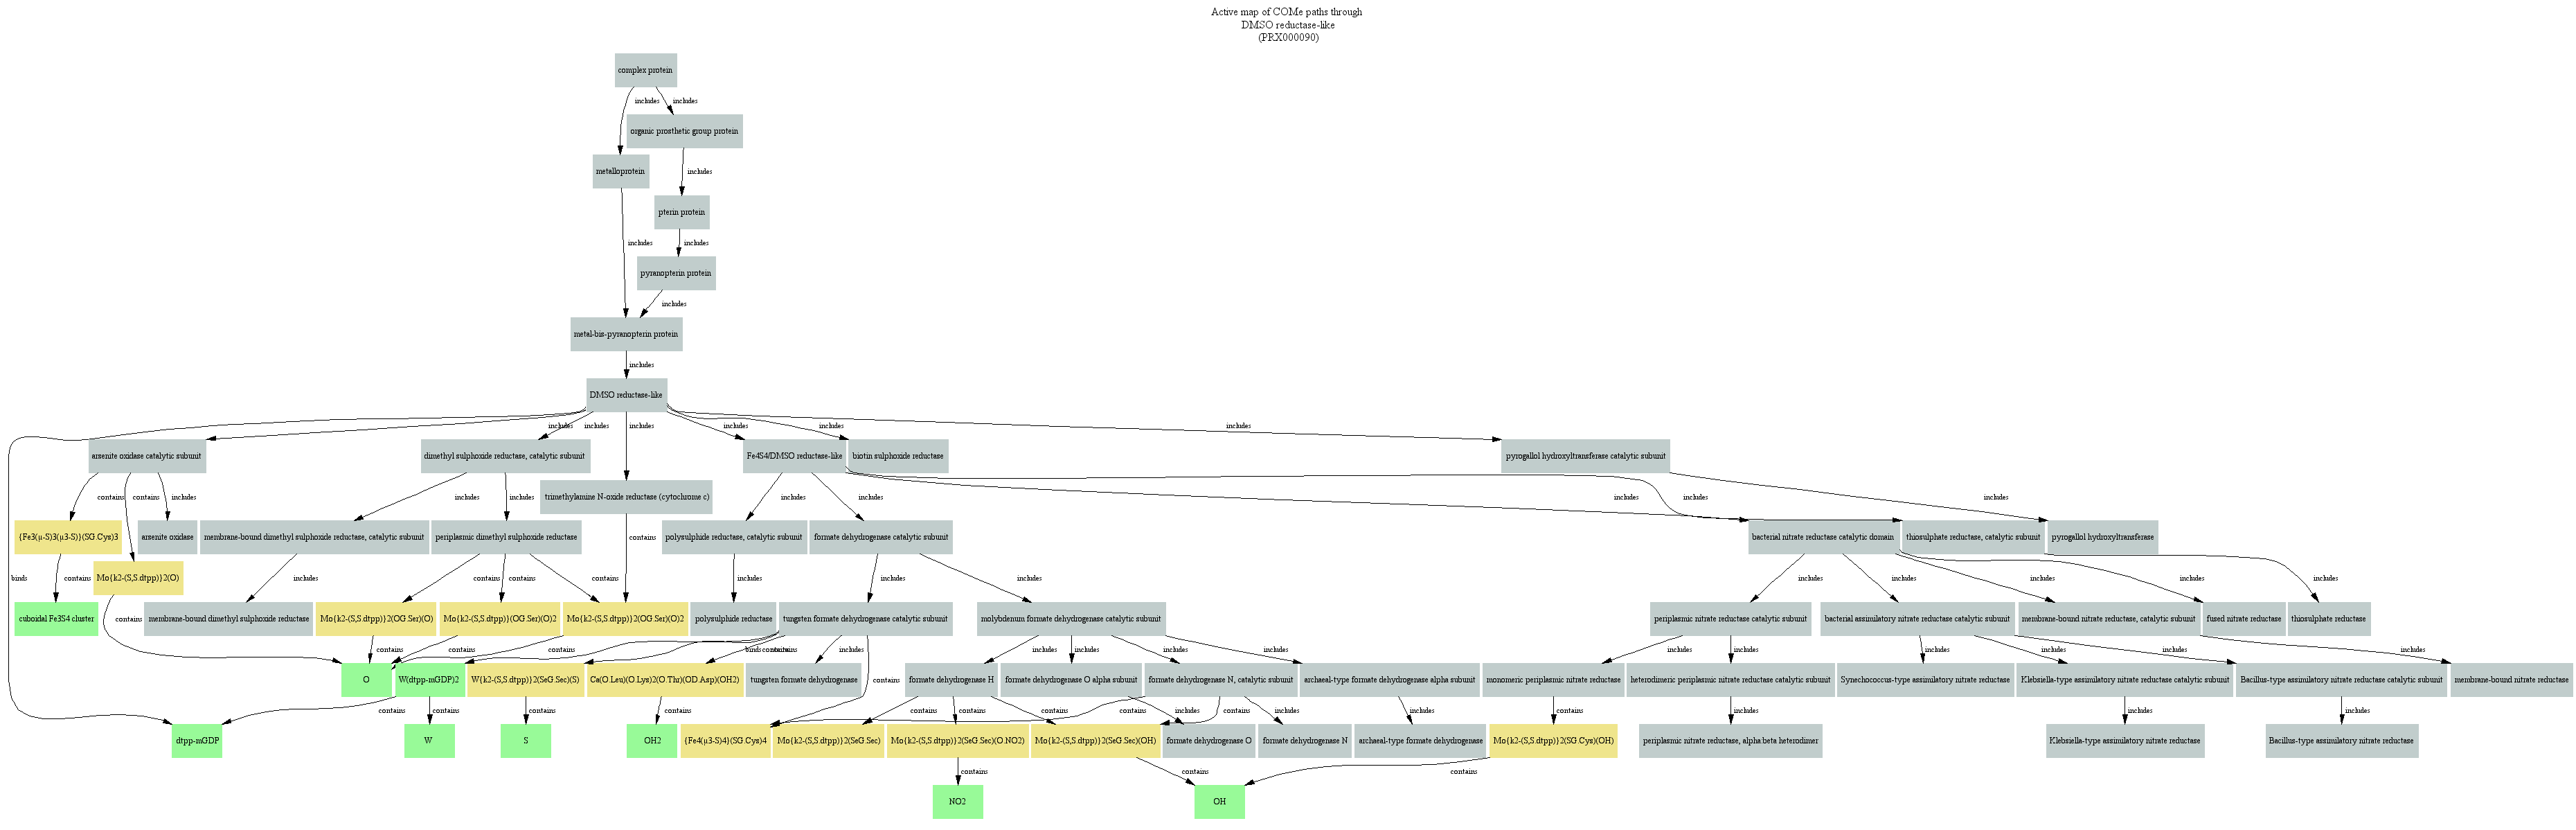 Active map of COMe paths through
DMSO reductase-like
(PRX000090)
complex protein
includes
includes
organic prosthetic group protein
metalloprotein
includes
pterin protein
includes
includes
pyranopterin protein
includes
metal-bis-pyranopterin protein
includes
DMSO reductase-like
includes
includes
includes
includes
includes
includes
arsenite oxidase catalytic subunit
dimethyl sulphoxide reductase, catalytic subunit
Fe4S4/DMSO reductase-like
biotin sulphoxide reductase
pyrogallol hydroxyltransferase catalytic subunit
contains
contains
includes
includes
includes
trimethylamine N-oxide reductase (cytochrome c)
includes
includes
includes
includes
includes
{Fe3(μ-S)3(μ3-S)}(SG.Cys)3
arsenite oxidase
membrane-bound dimethyl sulphoxide reductase, catalytic subunit
periplasmic dimethyl sulphoxide reductase
contains
polysulphide reductase, catalytic subunit
formate dehydrogenase catalytic subunit
bacterial nitrate reductase catalytic domain
thiosulphate reductase, catalytic subunit
pyrogallol hydroxyltransferase
binds
contains
Mo{k2-(S,S.dtpp)}2(O)
includes
contains
contains
contains
includes
includes
includes
includes
includes
includes
includes
includes
cuboidal Fe3S4 cluster
contains
membrane-bound dimethyl sulphoxide reductase
Mo{k2-(S,S.dtpp)}2(OG.Ser)(O)
Mo{k2-(S,S.dtpp)}(OG.Ser)(O)2
Mo{k2-(S,S.dtpp)}2(OG.Ser)(O)2
polysulphide reductase
tungsten formate dehydrogenase catalytic subunit
molybdenum formate dehydrogenase catalytic subunit
periplasmic nitrate reductase catalytic subunit
bacterial assimilatory nitrate reductase catalytic subunit
membrane-bound nitrate reductase, catalytic subunit
fused nitrate reductase
thiosulphate reductase
contains
contains
contains
binds
contains
contains
includes
contains
includes
includes
includes
includes
includes
includes
includes
includes
includes
includes
O
W(dtpp-mGDP)2
W{k2-(S,S.dtpp)}2(SeG.Sec)(S)
Ca(O.Leu)(O.Lys)2(O.Thr)(OD.Asp)(OH2)
tungsten formate dehydrogenase
formate dehydrogenase H
formate dehydrogenase O alpha subunit
formate dehydrogenase N, catalytic subunit
archaeal-type formate dehydrogenase alpha subunit
monomeric periplasmic nitrate reductase
heterodimeric periplasmic nitrate reductase catalytic subunit
Synechococcus-type assimilatory nitrate reductase
Klebsiella-type assimilatory nitrate reductase catalytic subunit
Bacillus-type assimilatory nitrate reductase catalytic subunit
membrane-bound nitrate reductase
contains
contains
contains
contains
contains
contains
contains
contains
includes
contains
includes
includes
contains
includes
includes
includes
dtpp-mGDP
W
S
OH2
{Fe4(μ3-S)4}(SG.Cys)4
Mo{k2-(S,S.dtpp)}2(SeG.Sec)
Mo{k2-(S,S.dtpp)}2(SeG.Sec)(O.NO2)
Mo{k2-(S,S.dtpp)}2(SeG.Sec)(OH)
formate dehydrogenase O
formate dehydrogenase N
archaeal-type formate dehydrogenase
Mo{k2-(S,S.dtpp)}2(SG.Cys)(OH)
periplasmic nitrate reductase, alpha:beta heterodimer
Klebsiella-type assimilatory nitrate reductase
Bacillus-type assimilatory nitrate reductase
contains
contains
contains
NO2
OH